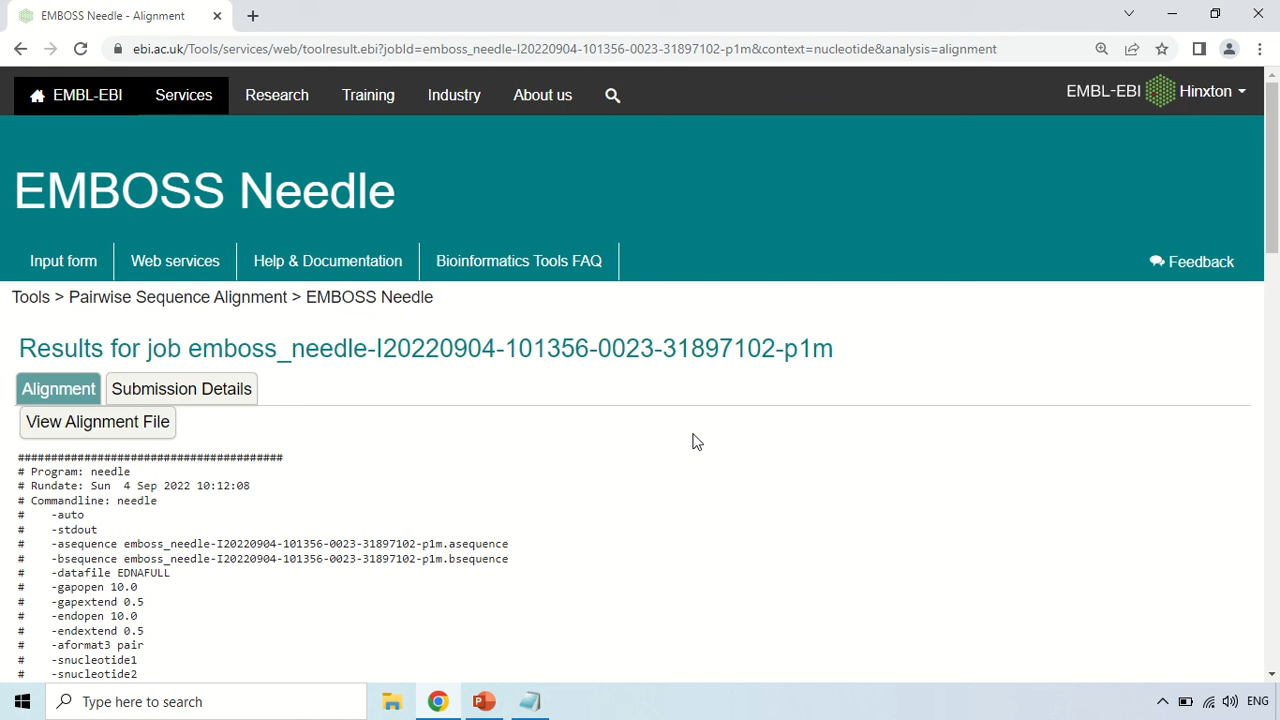 EMBOSS Needle - Alignment
ebi.ac.uk/Tools/services/web/toolresult.ebi?jobId=emboss_needle-I20220904-101356-0023-31897102-p1m&context=nucleotide&analysis=alignment
EMBL-EBI Services Research Training Industry About us EMBL-EBI Hinxton
EMBOSS Needle
Input form Web services Help & Documentation Bioinformatics Tools FAQ Feedback
Tools > Pairwise Sequence Alignment > EMBOSS Needle
Results for job emboss_needle-I20220904-101356-0023-31897102-p1m
Alignment Submission Details
View Alignment File
########################################
# Program: needle
# Rundate: Sun  4 Sep 2022 10:12:08
# Commandline: needle
#    -auto
#    -stdout
#    -asequence emboss_needle-I20220904-101356-0023-31897102-p1m.asequence
#    -bsequence emboss_needle-I20220904-101356-0023-31897102-p1m.bsequence
#    -datafile EDNAFULL
#    -gapopen 10.0
#    -gapextend 0.5
#    -endopen 10.0
#    -endextend 0.5
#    -aformat3 pair
#    -snucleotide1
#    -snucleotide2
Type here to search ENG